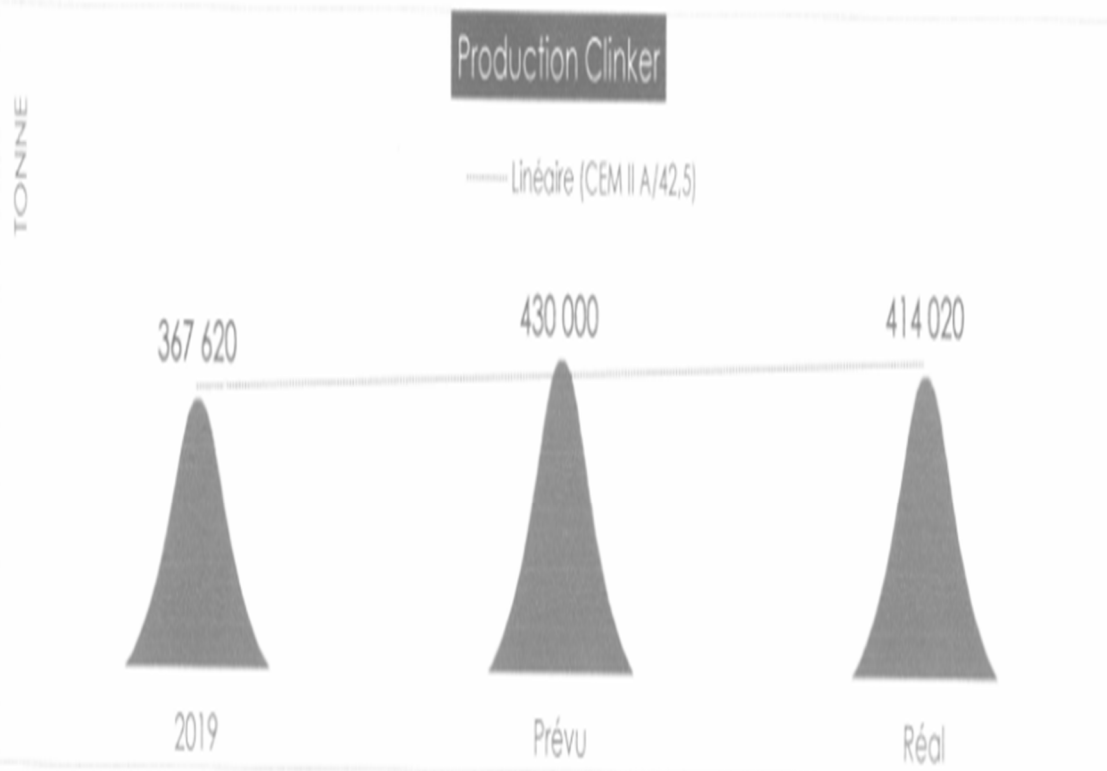 Production Clinker
TONNE
Linéaire (CEM II A/42,5)
367 620
430 000
414 020
2019
Prévu
Réal